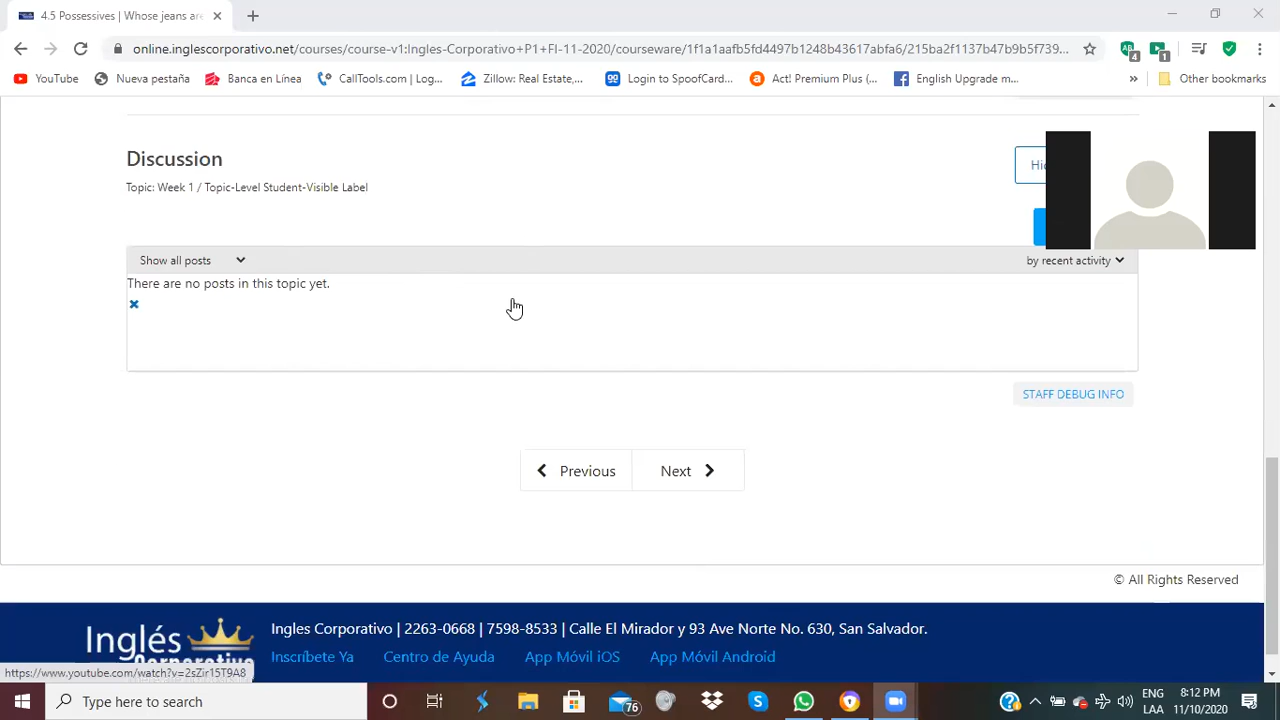 4.5 Possessives | Whose jeans are
online.inglescorporativo.net/courses/course-v1:Ingles-Corporativo+P1+FI-11-2020/courseware/1f1a1aafb5fd4497b1248b43617abfa6/215ba2f1137b47b9b5f739...
4
1
YouTube
Nueva pestaña
Banca en Línea
CallTools.com | Log...
Zillow: Real Estate,...
Login to SpoofCard...
Act! Premium Plus (...
English Upgrade m...
»
Other bookmarks
Discussion
Topic: Week 1 / Topic-Level Student-Visible Label
Show all posts
by recent activity
There are no posts in this topic yet.
STAFF DEBUG INFO
Previous
Next
© All Rights Reserved
Inglés
Ingles Corporativo | 2263-0668 | 7598-8533 | Calle El Mirador y 93 Ave Norte No. 630, San Salvador.
Inscríbete Ya
Centro de Ayuda
App Móvil iOS
App Móvil Android
https://www.youtube.com/watch?v=2sZir15T9A8
Type here to search
76
ENG
LAA
8:12 PM
11/10/2020